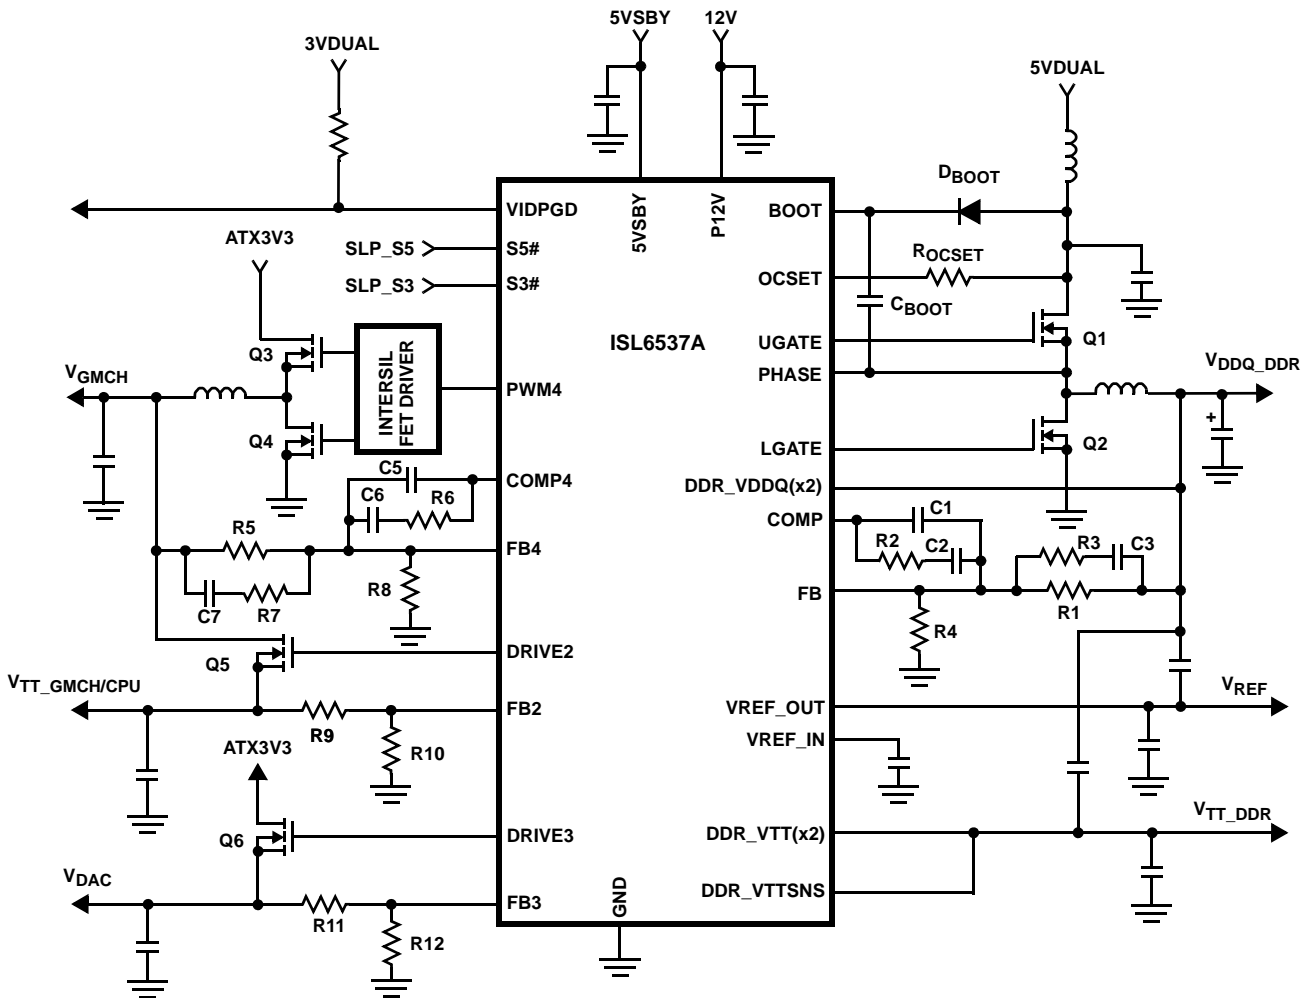 5VSBY
12V
3VDUAL
5VDUAL
DBOOT
VIDPGD
5VSBY
P12V
BOOT
ATX3V3
SLP_S5
S5#
SLP_S3
S3#
ROCSET
OCSET
CBOOT
ISL6537A
Q3
INTERSIL
FET DRIVER
UGATE
Q1
VGMCH
PHASE
VDDQ_DDR
PWM4
+
Q4
LGATE
Q2
C5
COMP4
DDR_VDDQ(x2)
C6
R6
COMP
C1
R5
FB4
R2
C2
R3
C3
C7
R7
R8
FB
R1
R4
Q5
DRIVE2
VTT_GMCH/CPU
FB2
VREF_OUT
VREF
R9
R10
VREF_IN
ATX3V3
Q6
DRIVE3
DDR_VTT(x2)
VTT_DDR
VDAC
FB3
GND
DDR_VTTSNS
R11
R12